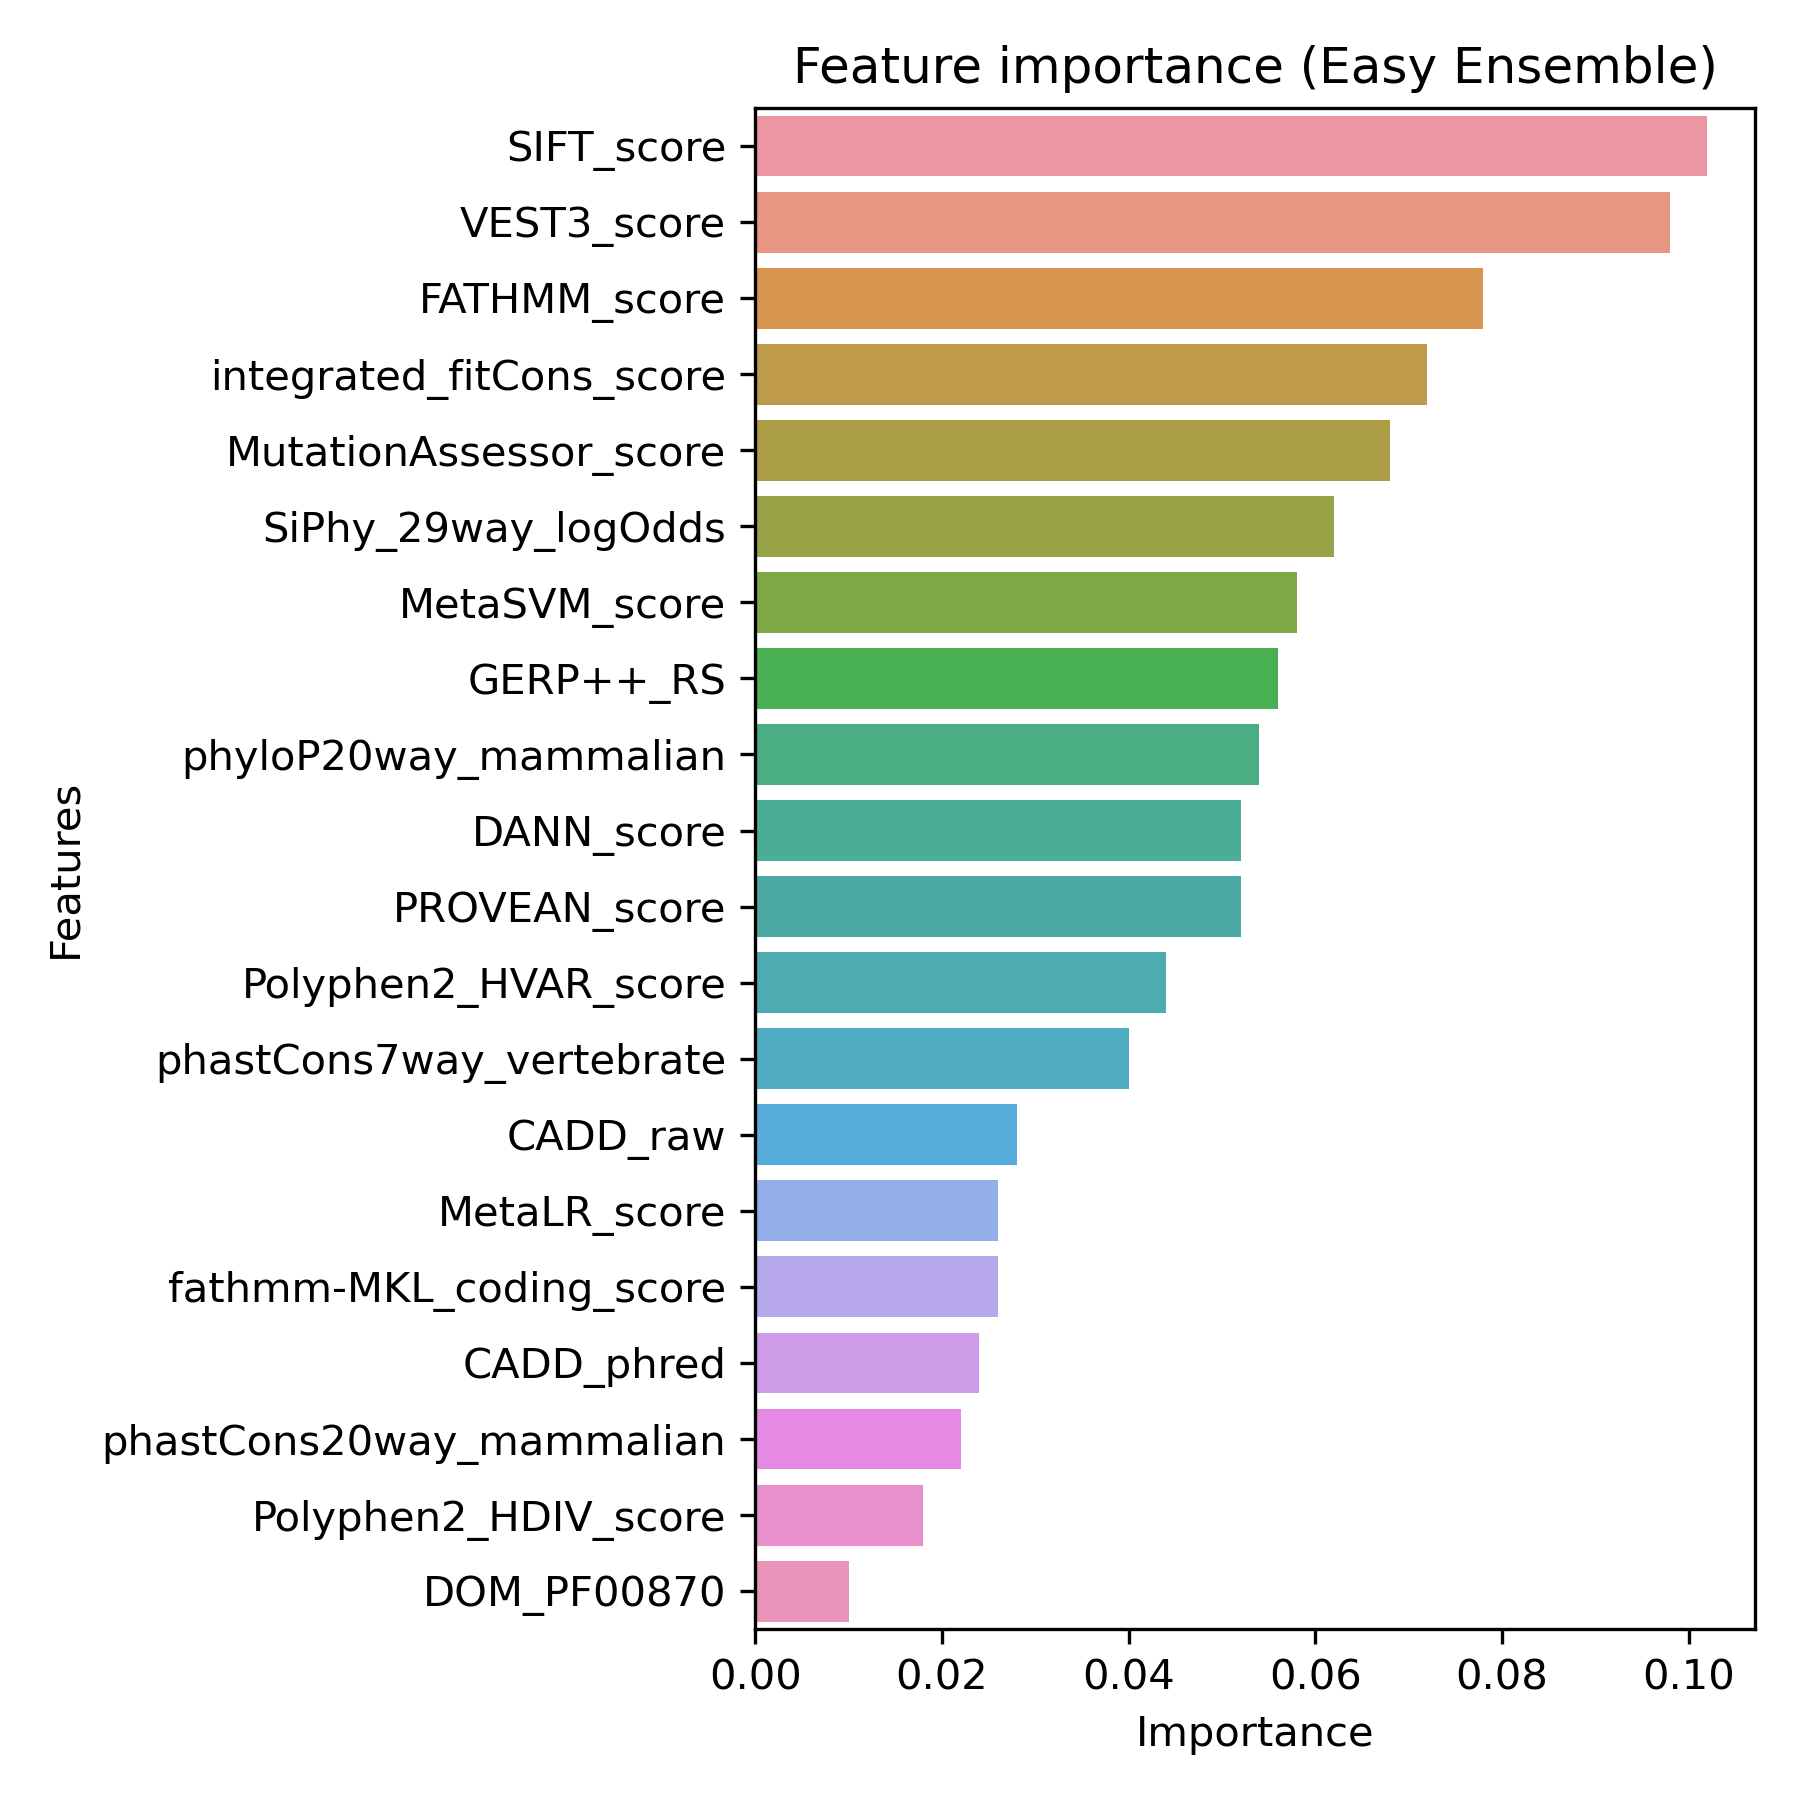 Feature importance (Easy Ensemble)
SIFT_score
VEST3_score
FATHMM_score
integrated_fitCons_score
MutationAssessor_score
SiPhy_29way_logOdds
MetaSVM_score
GERP++_RS
phyloP20way_mammalian
DANN_score
PROVEAN_score
Polyphen2_HVAR_score
phastCons7way_vertebrate
CADD_raw
MetaLR_score
fathmm-MKL_coding_score
CADD_phred
phastCons20way_mammalian
Polyphen2_HDIV_score
DOM_PF00870
Features
0.00 0.02 0.04 0.06 0.08 0.10
Importance